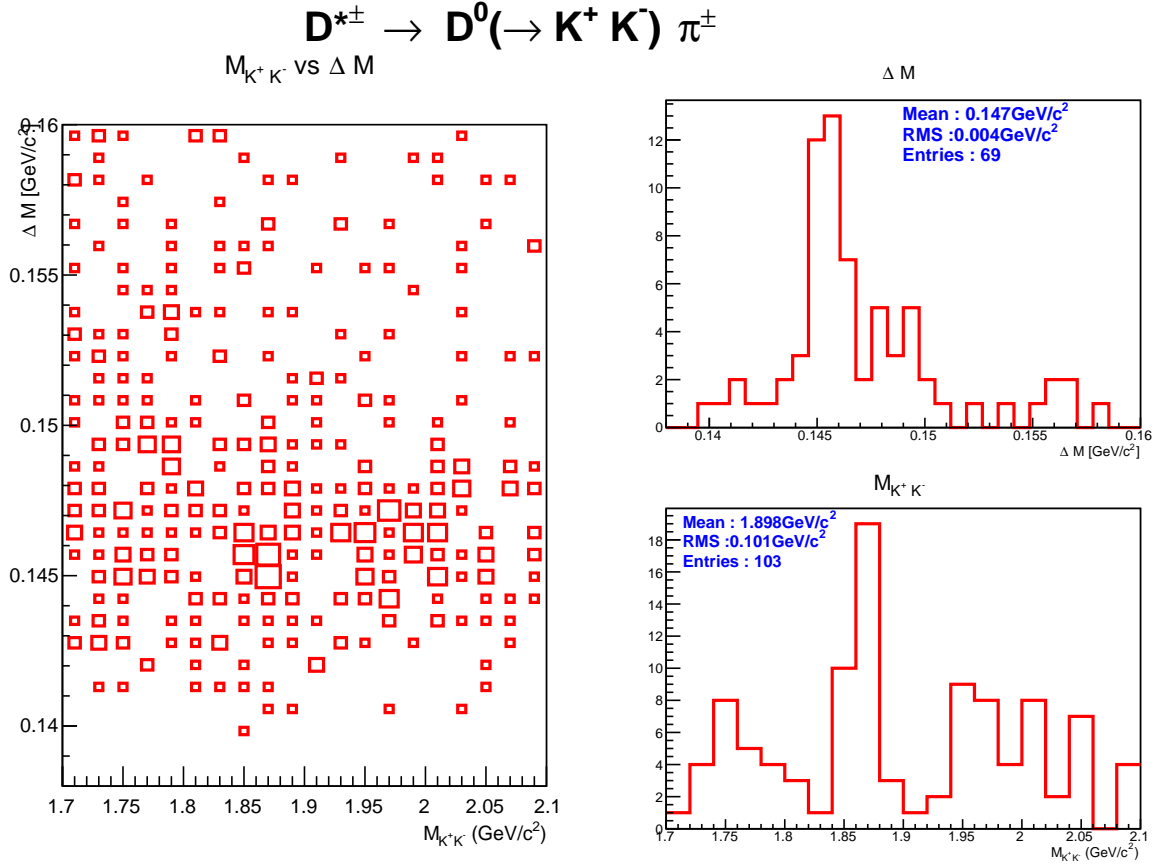 D*± → D⁰(→ K⁺ K⁻) π±
M_K⁺ K⁻ vs Δ M
Δ M [GeV/c²]
0.16
0.155
0.15
0.145
0.14
1.7 1.75 1.8 1.85 1.9 1.95 2 2.05 2.1
M_K⁺K⁻ (GeV/c²)
Δ M
Mean : 0.147GeV/c²
RMS :0.004GeV/c²
Entries : 69
12
10
8
6
4
2
0
0.14 0.145 0.15 0.155 0.16
Δ M [GeV/c²]
M_K⁺ K⁻
Mean : 1.898GeV/c²
RMS :0.101GeV/c²
Entries : 103
18
16
14
12
10
8
6
4
2
0
1.7 1.75 1.8 1.85 1.9 1.95 2 2.05 2.1
M_K⁺K⁻ (GeV/c²)